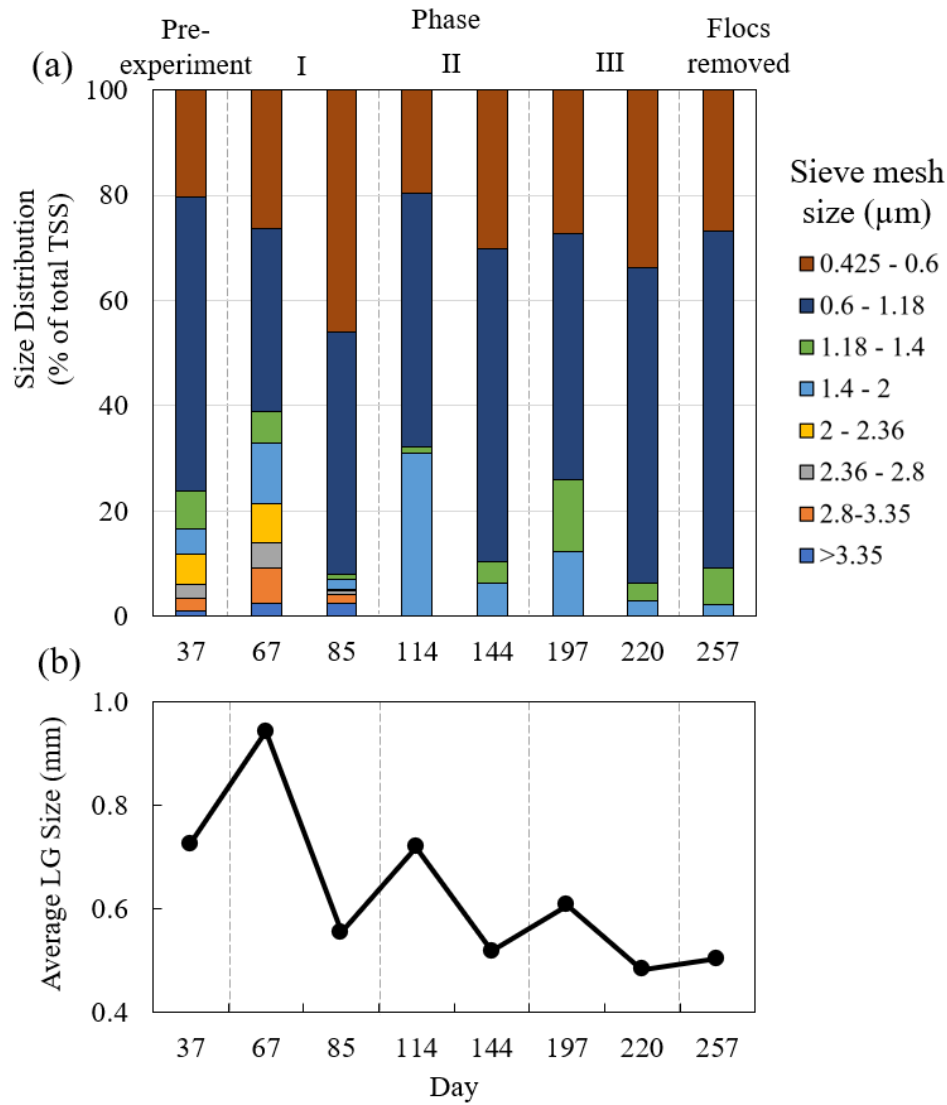 Phase
Pre-
experiment
I
II
III
Flocs
removed
(a)
100
80
60
40
20
0
Size Distribution
(% of total TSS)
37 67 85 114 144 197 220 257
Sieve mesh
size (µm)
0.425 - 0.6
0.6 - 1.18
1.18 - 1.4
1.4 - 2
2 - 2.36
2.36 - 2.8
2.8-3.35
>3.35
(b)
1.0
0.8
0.6
0.4
Average LG Size (mm)
37 67 85 114 144 197 220 257
Day